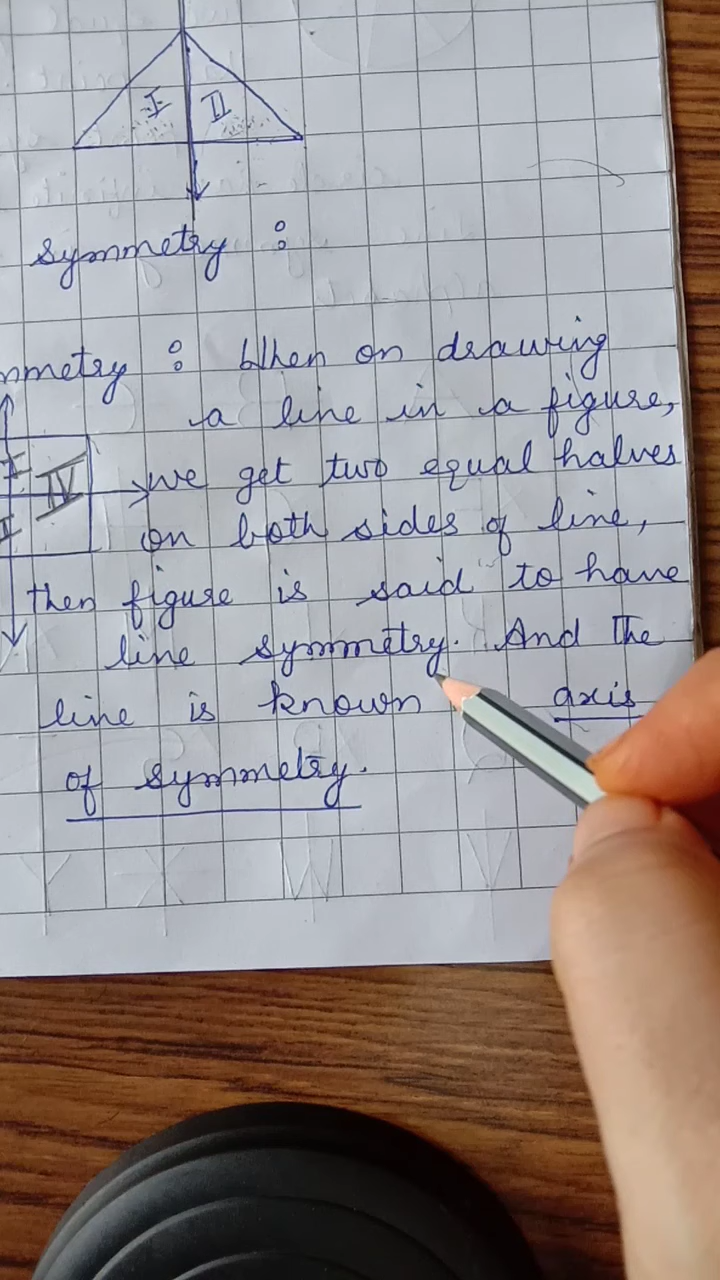 I II
symmetry :
mmetry : When on drawing
a line in a figure,
IV we get two equal halves
on both sides of line,
then figure is said to have
line symmetry. And The
line is known axis
of symmetry.